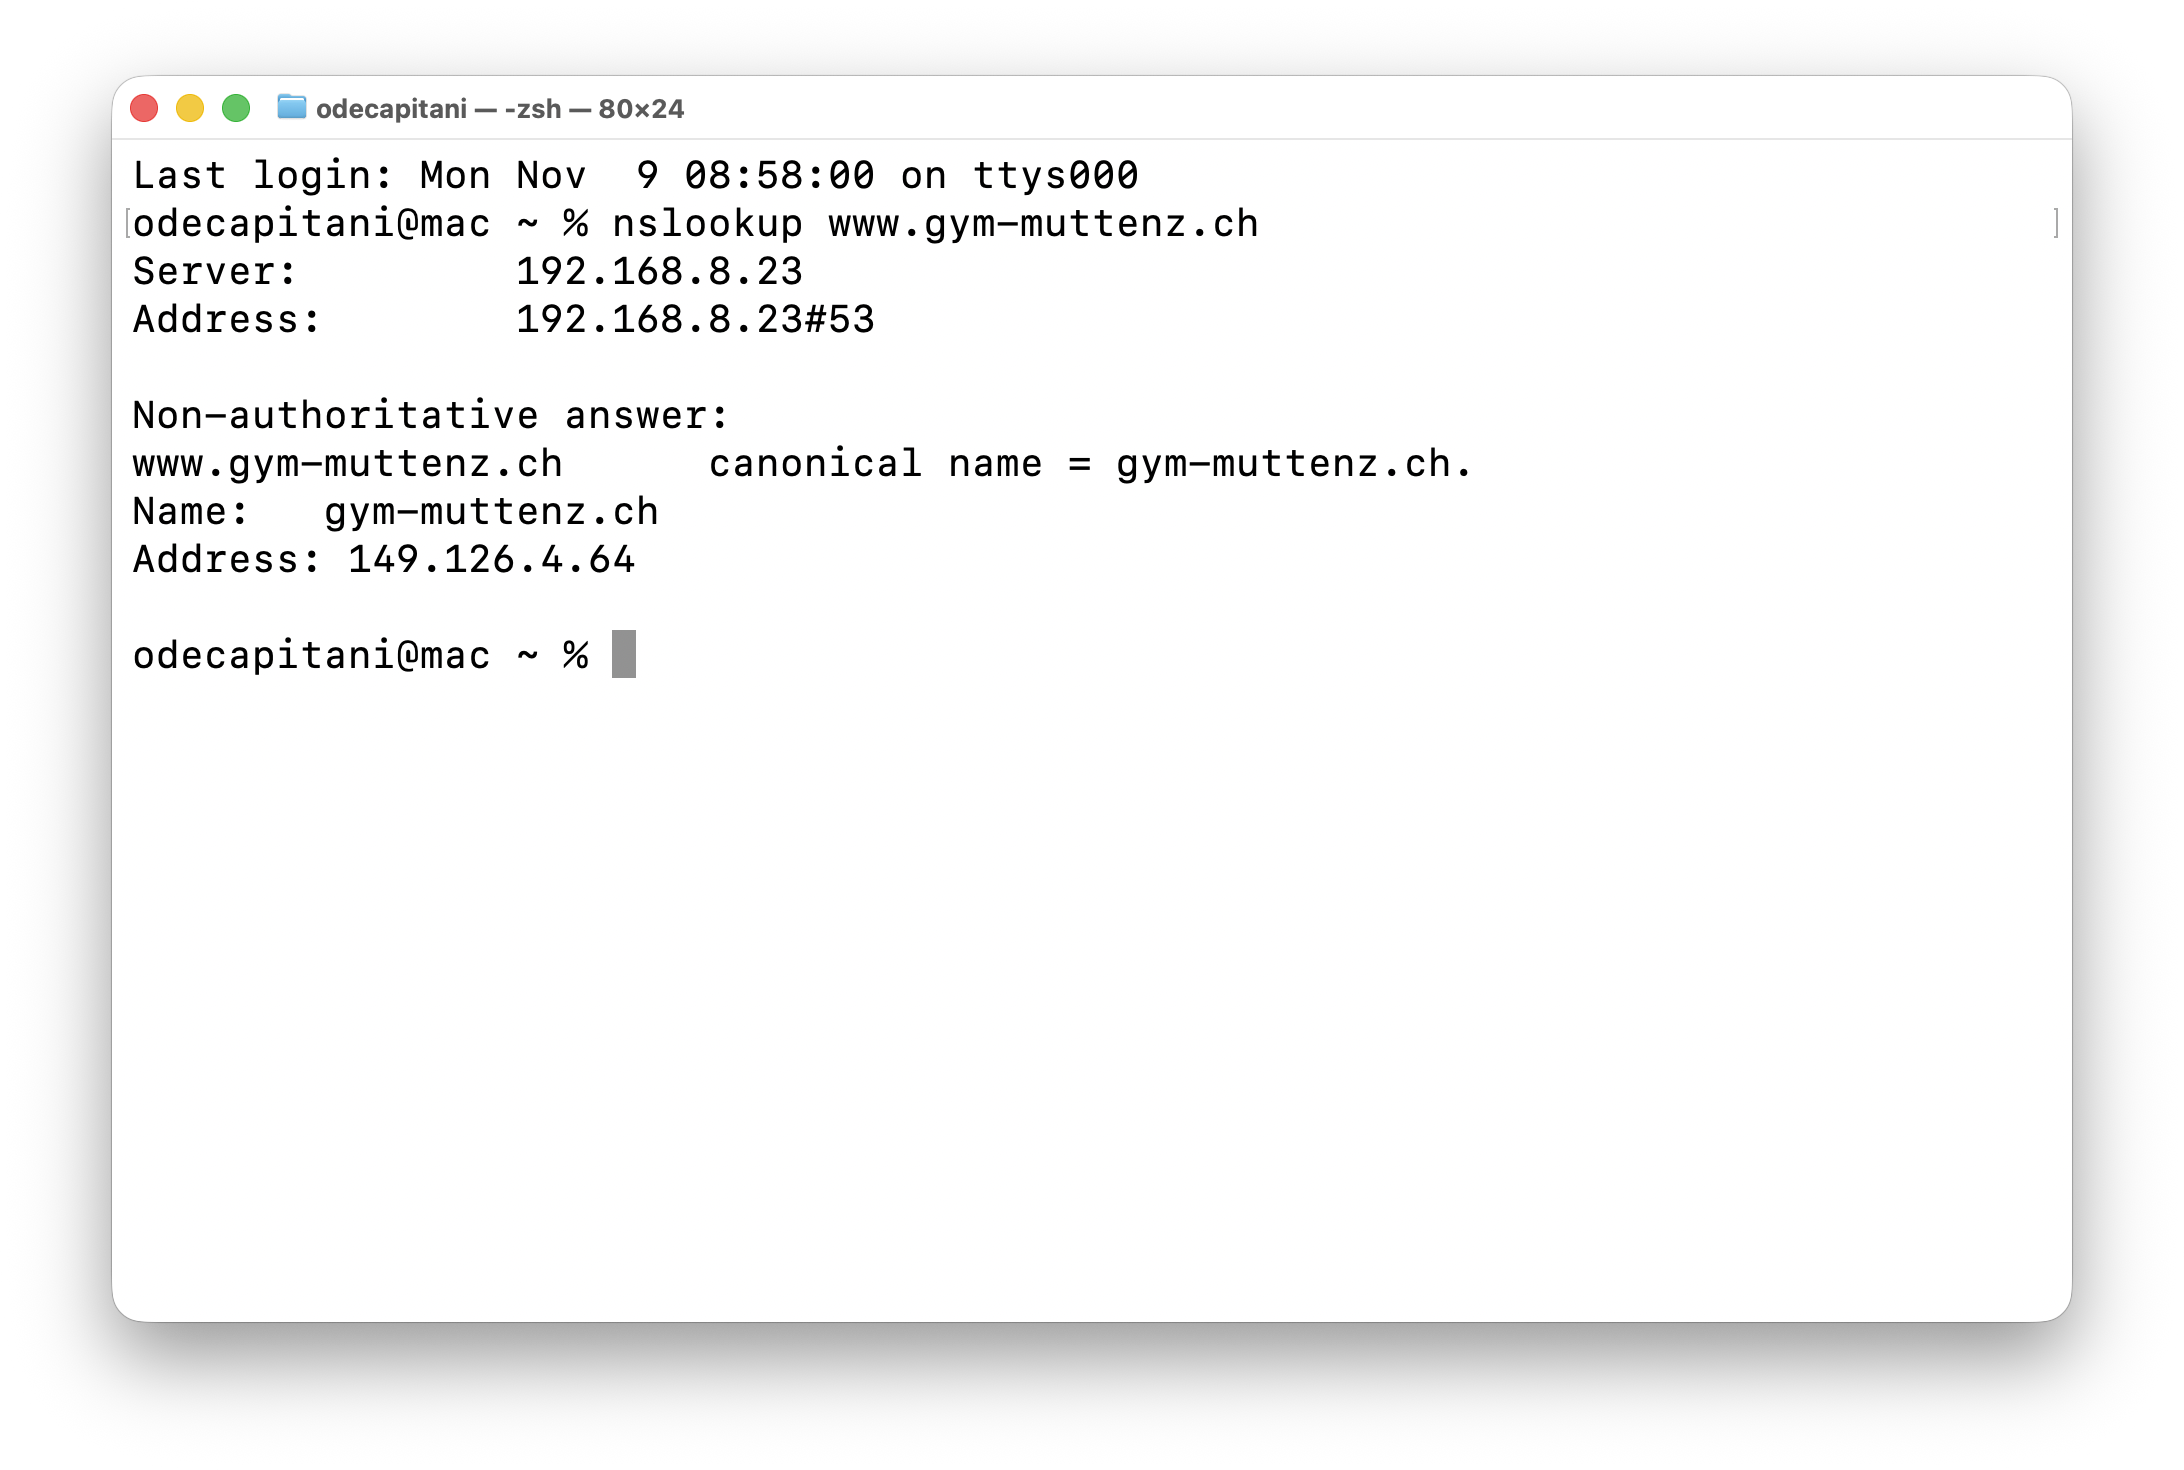 odecapitani — -zsh — 80×24
Last login: Mon Nov  9 08:58:00 on ttys000
[odecapitani@mac ~ % nslookup www.gym-muttenz.ch ]
Server:         192.168.8.23
Address:        192.168.8.23#53
Non-authoritative answer:
www.gym-muttenz.ch      canonical name = gym-muttenz.ch.
Name:   gym-muttenz.ch
Address: 149.126.4.64
odecapitani@mac ~ %